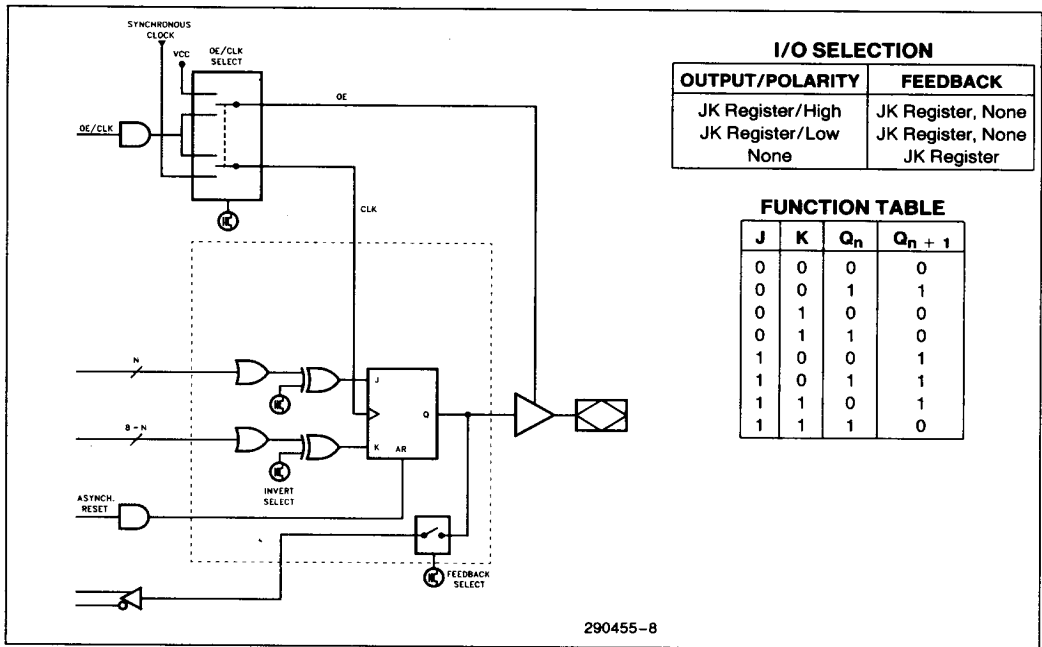 SYNCHRONOUS
CLOCK
VCC
OE/CLK
SELECT
OE
OE/CLK
CLK
N
J
Q
8 - N
K
AR
INVERT
SELECT
ASYNCH.
RESET
FEEDBACK
SELECT
I/O SELECTION
OUTPUT/POLARITY FEEDBACK
JK Register/High JK Register, None
JK Register/Low JK Register, None
None JK Register
FUNCTION TABLE
J K Qn Qn + 1
0 0 0 0
0 0 1 1
0 1 0 0
0 1 1 0
1 0 0 1
1 0 1 1
1 1 0 1
1 1 1 0
290455-8